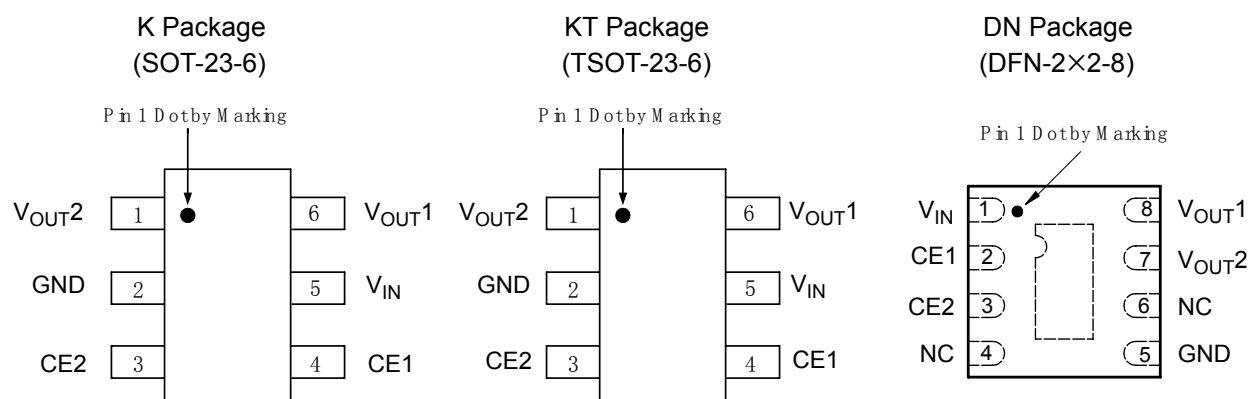 K Package
(SOT-23-6)
Pin 1 Dot by Marking
VOUT2 1
6 VOUT1
GND 2
5 VIN
CE2 3
4 CE1
KT Package
(TSOT-23-6)
Pin 1 Dot by Marking
VOUT2 1
6 VOUT1
GND 2
5 VIN
CE2 3
4 CE1
DN Package
(DFN-2×2-8)
Pin 1 Dot by Marking
VIN 1
8 VOUT1
CE1 2
7 VOUT2
CE2 3
6 NC
NC 4
5 GND